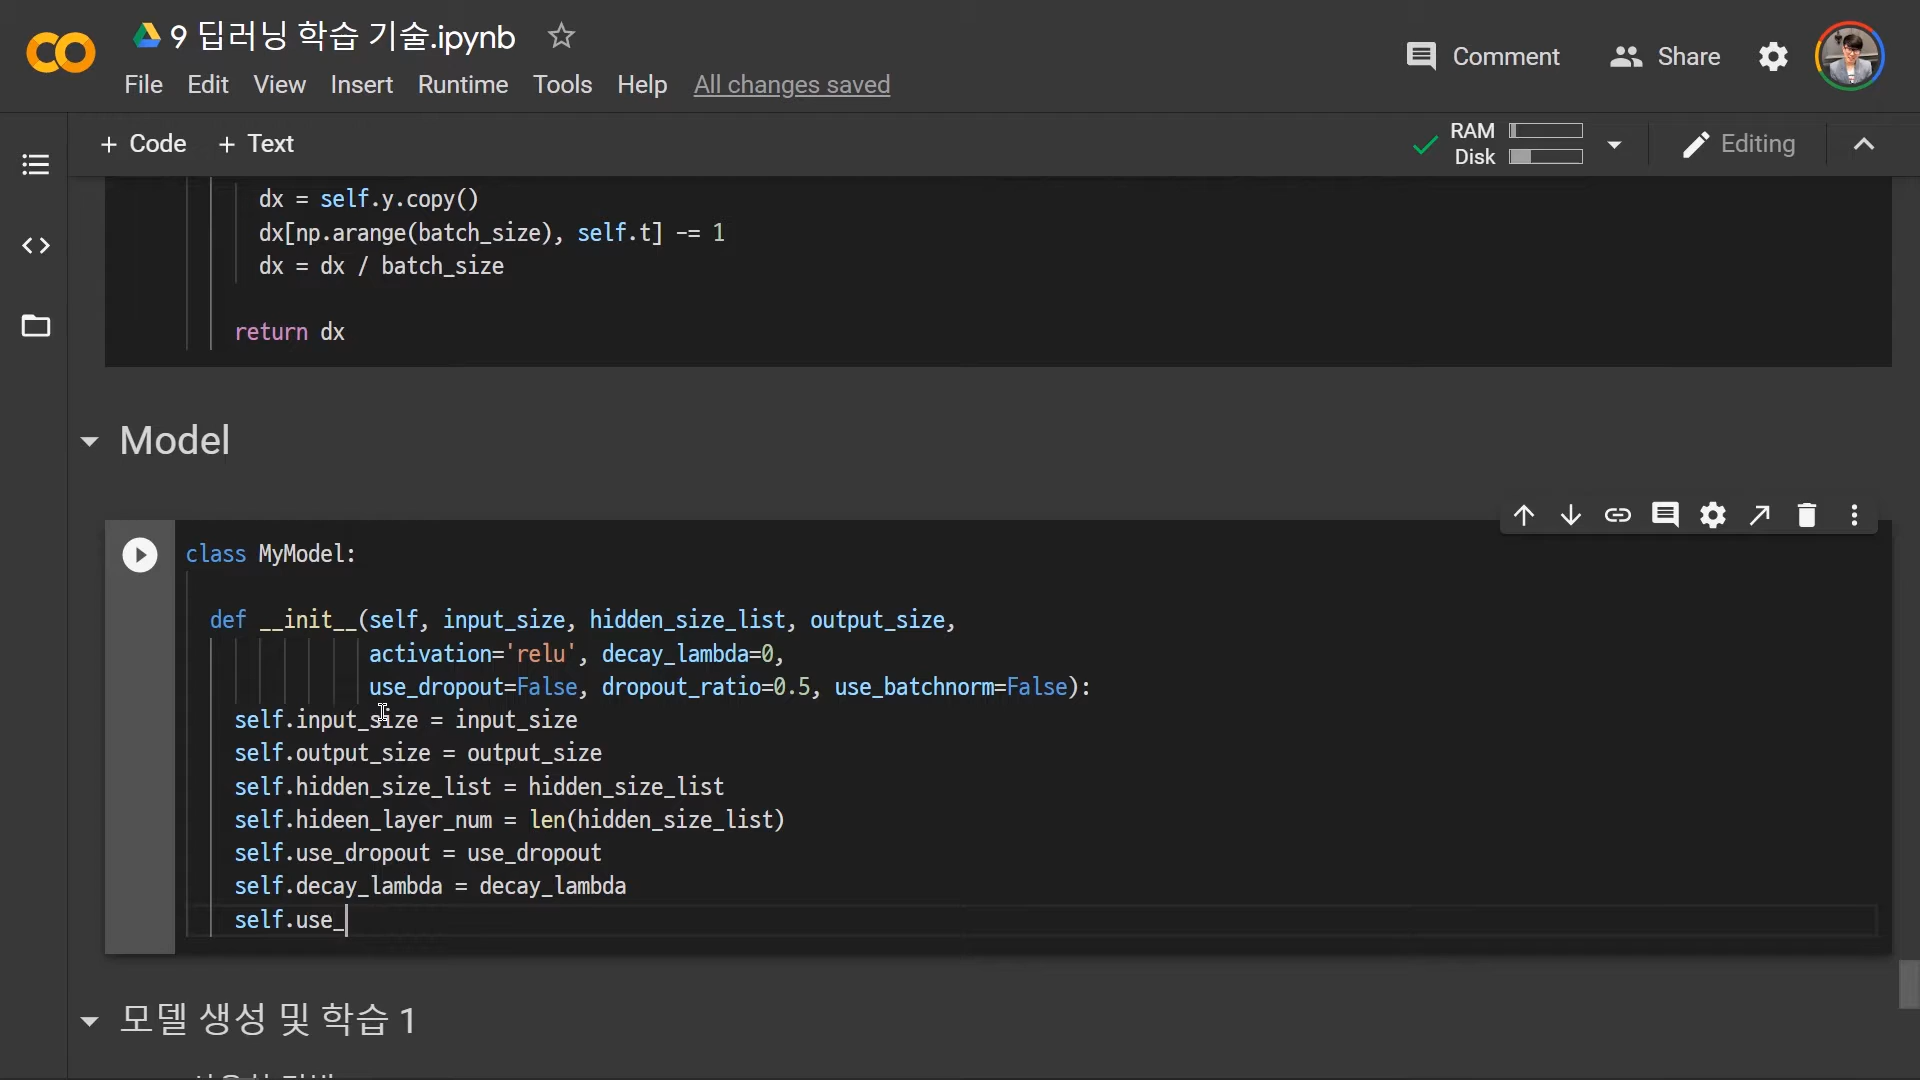 9 딥러닝 학습 기술.ipynb
Comment
Share
File Edit View Insert Runtime Tools Help All changes saved
+ Code + Text
RAM
Disk
Editing
dx = self.y.copy()
dx[np.arange(batch_size), self.t] -= 1
dx = dx / batch_size
return dx
Model
class MyModel:
def __init__(self, input_size, hidden_size_list, output_size,
activation='relu', decay_lambda=0,
use_dropout=False, dropout_ratio=0.5, use_batchnorm=False):
self.input_size = input_size
self.output_size = output_size
self.hidden_size_list = hidden_size_list
self.hideen_layer_num = len(hidden_size_list)
self.use_dropout = use_dropout
self.decay_lambda = decay_lambda
self.use_
모델 생성 및 학습 1